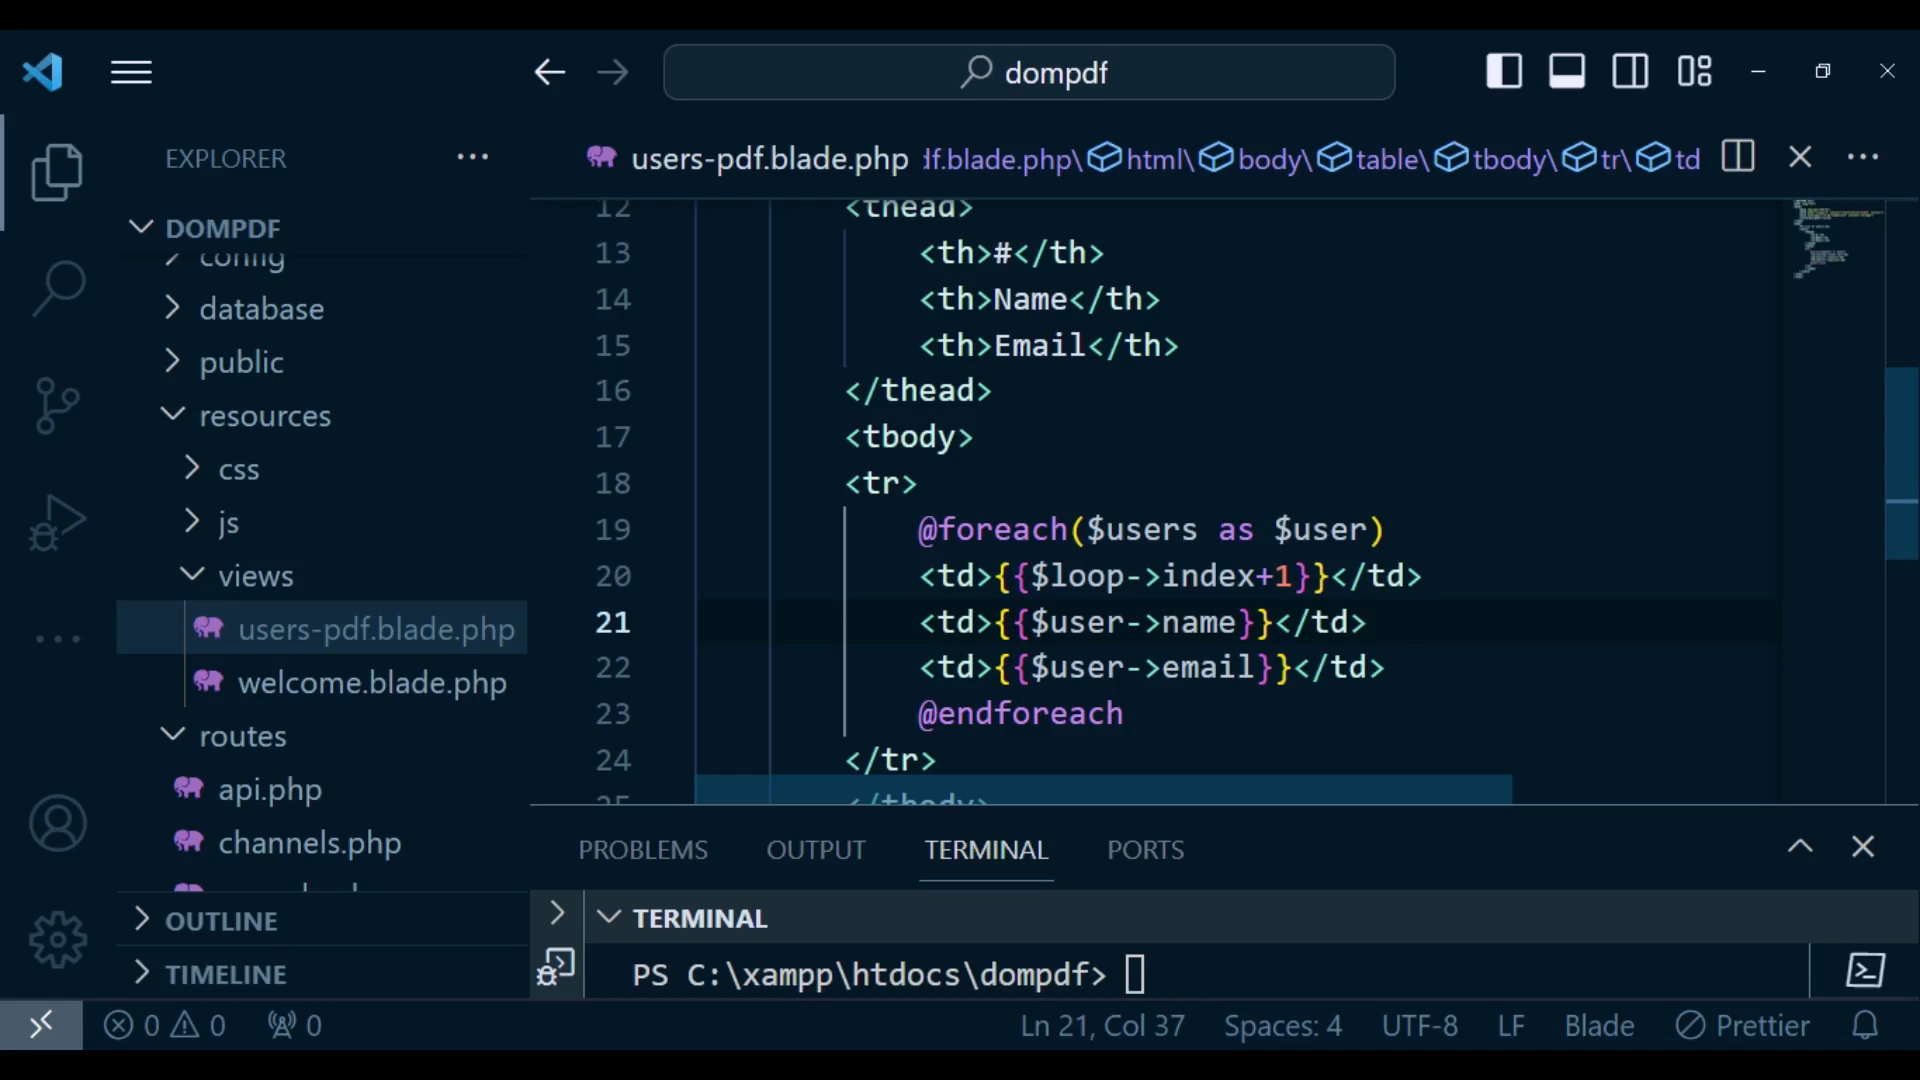 dompdf
EXPLORER
users-pdf.blade.php
lf.blade.php\html\body\table\tbody\tr\td
DOMPDF
config
database
public
resources
css
js
views
users-pdf.blade.php
welcome.blade.php
routes
api.php
channels.php
OUTLINE
TIMELINE
12 <thead>
13 <th>#</th>
14 <th>Name</th>
15 <th>Email</th>
16 </thead>
17 <tbody>
18 <tr>
19 @foreach($users as $user)
20 <td>{{$loop->index+1}}</td>
21 <td>{{$user->name}}</td>
22 <td>{{$user->email}}</td>
23 @endforeach
24 </tr>
25 </tbody>
PROBLEMS OUTPUT TERMINAL PORTS
TERMINAL
PS C:\xampp\htdocs\dompdf>
0 0 0
Ln 21, Col 37 Spaces: 4 UTF-8 LF Blade Prettier